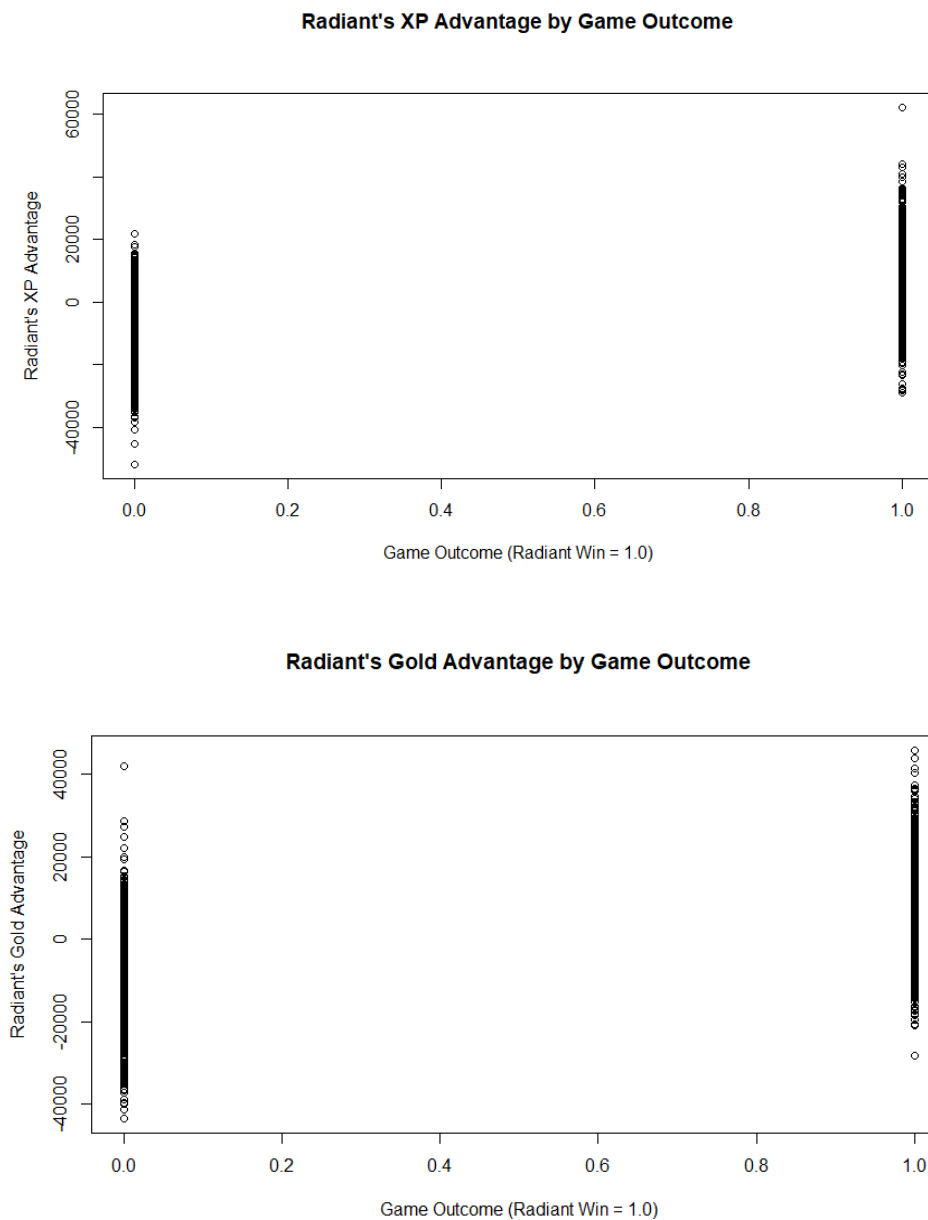 Radiant's XP Advantage by Game Outcome
Radiant's XP Advantage
60000
20000
0
-40000
0.0 0.2 0.4 0.6 0.8 1.0
Game Outcome (Radiant Win = 1.0)
Radiant's Gold Advantage by Game Outcome
Radiant's Gold Advantage
40000
20000
0
-20000
-40000
0.0 0.2 0.4 0.6 0.8 1.0
Game Outcome (Radiant Win = 1.0)